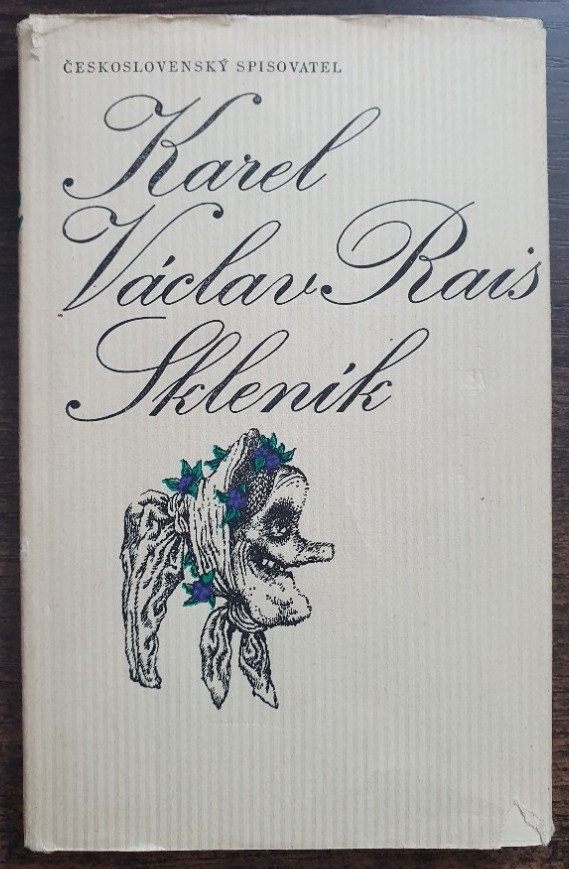 ČESKOSLOVENSKÝ SPISOVATEL
Karel
Václav Rais
Skleník